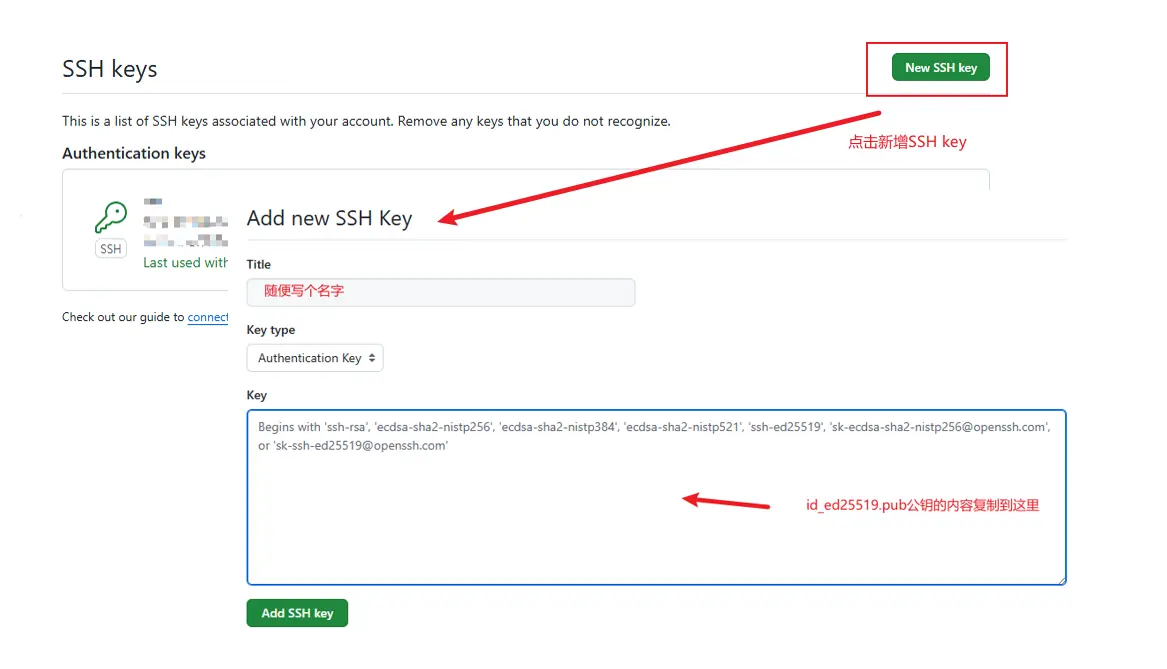 SSH keys
New SSH key
This is a list of SSH keys associated with your account. Remove any keys that you do not recognize.
点击新增SSH key
Authentication keys
SSH
Last used with
Add new SSH Key
Title
随便写个名字
Check out our guide to connect
Key type
Authentication Key
Key
Begins with 'ssh-rsa', 'ecdsa-sha2-nistp256', 'ecdsa-sha2-nistp384', 'ecdsa-sha2-nistp521', 'ssh-ed25519', 'sk-ecdsa-sha2-nistp256@openssh.com',
or 'sk-ssh-ed25519@openssh.com'
id_ed25519.pub公钥的内容复制到这里
Add SSH key